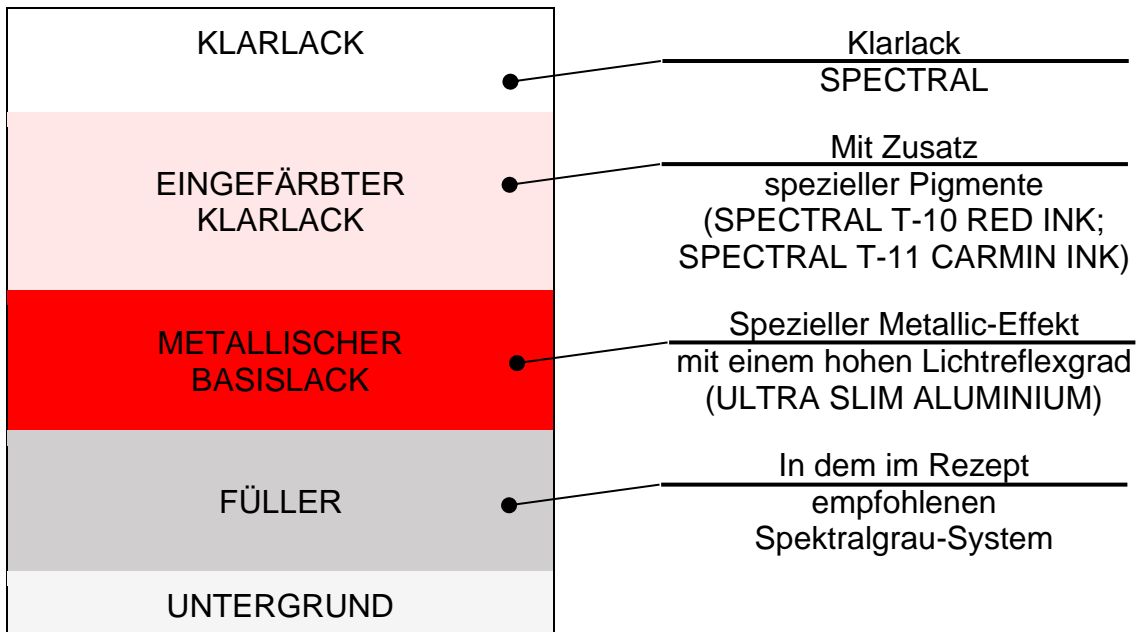 KLARLACK
Klarlack
SPECTRAL
EINGEFÄRBTER
KLARLACK
Mit Zusatz
spezieller Pigmente
(SPECTRAL T-10 RED INK;
SPECTRAL T-11 CARMIN INK)
METALLISCHER
BASISLACK
Spezieller Metallic-Effekt
mit einem hohen Lichtreflexgrad
(ULTRA SLIM ALUMINIUM)
FÜLLER
In dem im Rezept
empfohlenen
Spektralgrau-System
UNTERGRUND